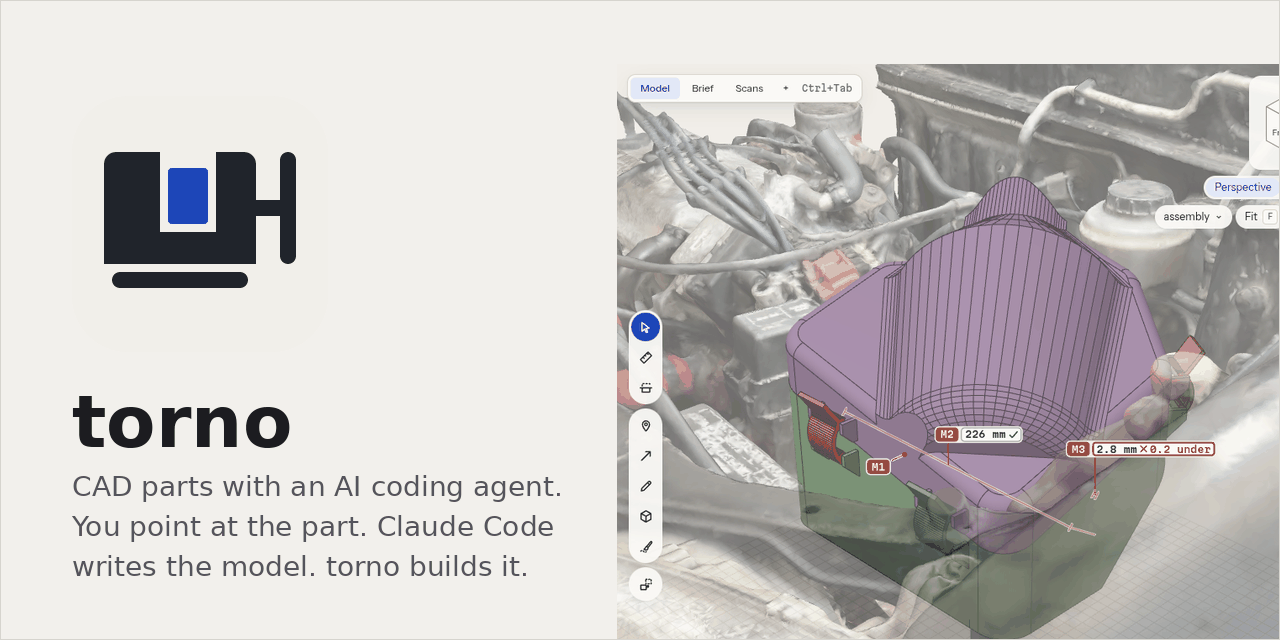 Model Brief Scans + Ctrl+Tab
Perspective
assembly Fit F
M2 226 mm ✓
M3 2.8 mm ✕ 0.2 under
M1
torno
CAD parts with an AI coding agent.
You point at the part. Claude Code
writes the model. torno builds it.